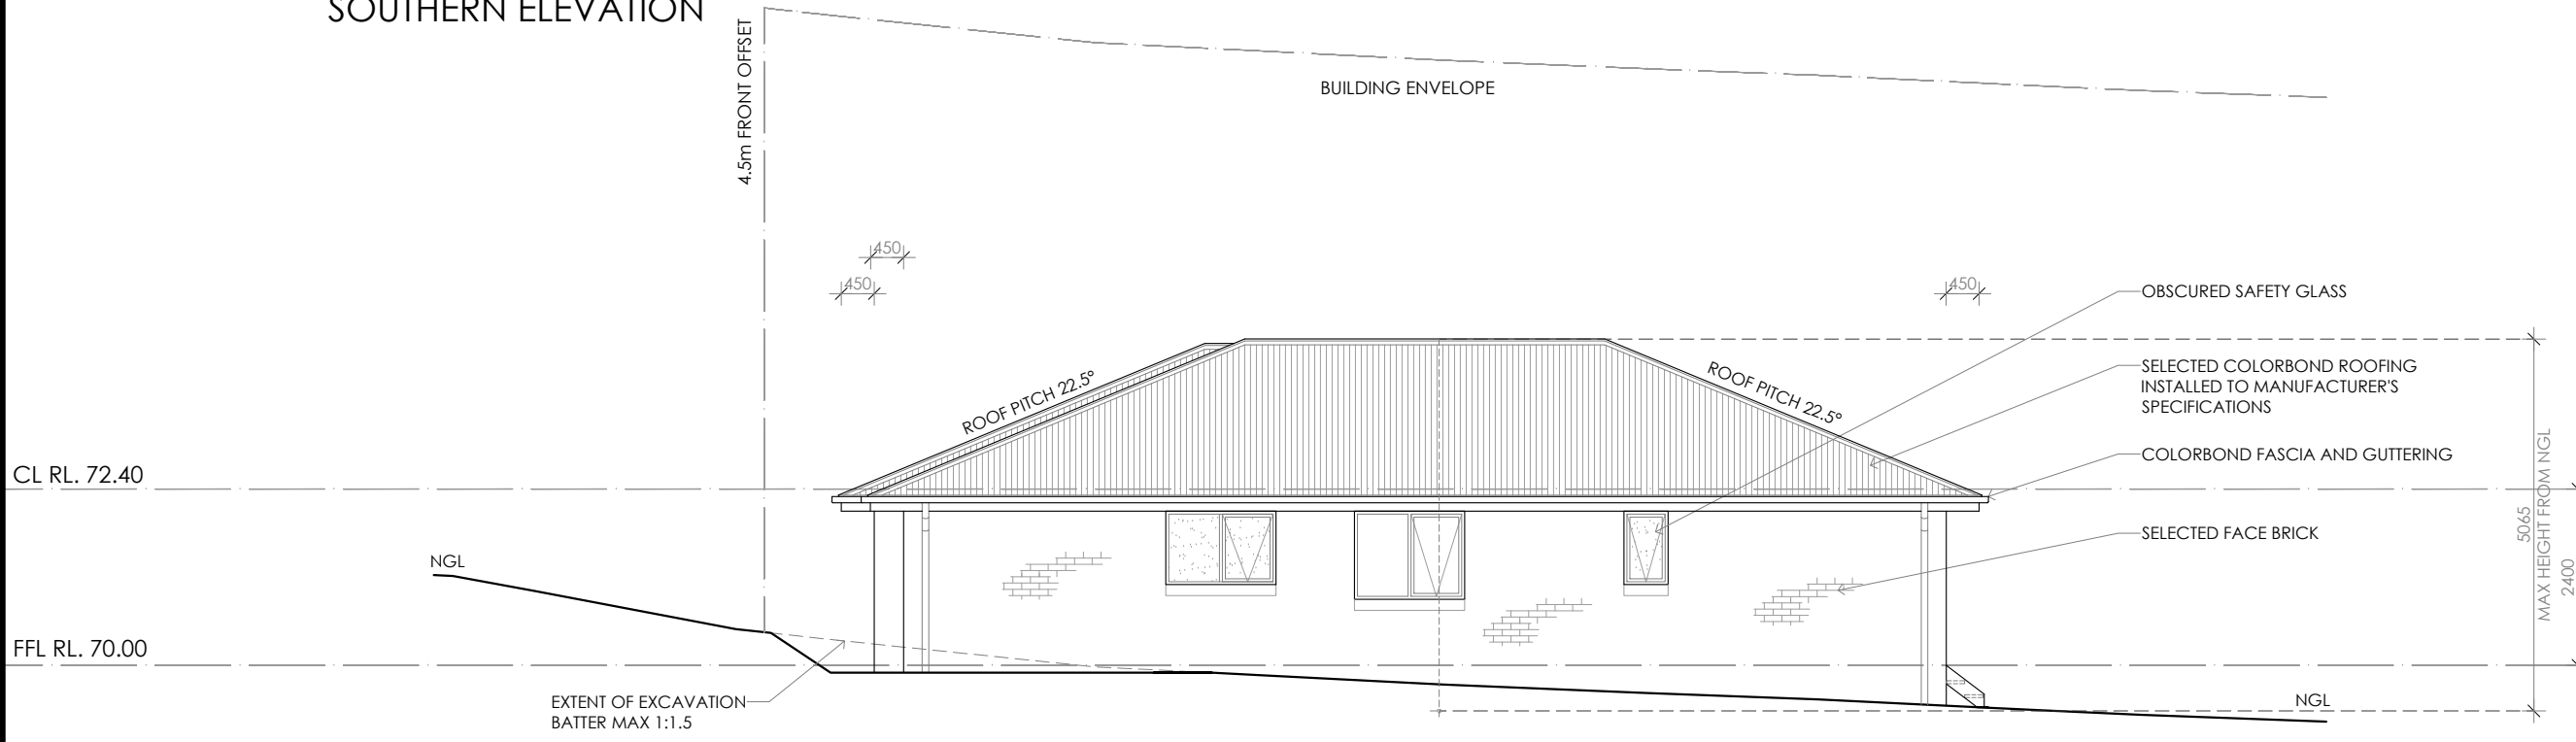 SOUTHERN ELEVATION
4.5m FRONT OFFSET
BUILDING ENVELOPE
450
450
450
OBSCURED SAFETY GLASS
ROOF PITCH 22.5°
ROOF PITCH 22.5°
SELECTED COLORBOND ROOFING
INSTALLED TO MANUFACTURER'S
SPECIFICATIONS
COLORBOND FASCIA AND GUTTERING
CL RL. 72.40
SELECTED FACE BRICK
5065
MAX HEIGHT FROM NGL
2400
NGL
FFL RL. 70.00
EXTENT OF EXCAVATION
BATTER MAX 1:1.5
NGL